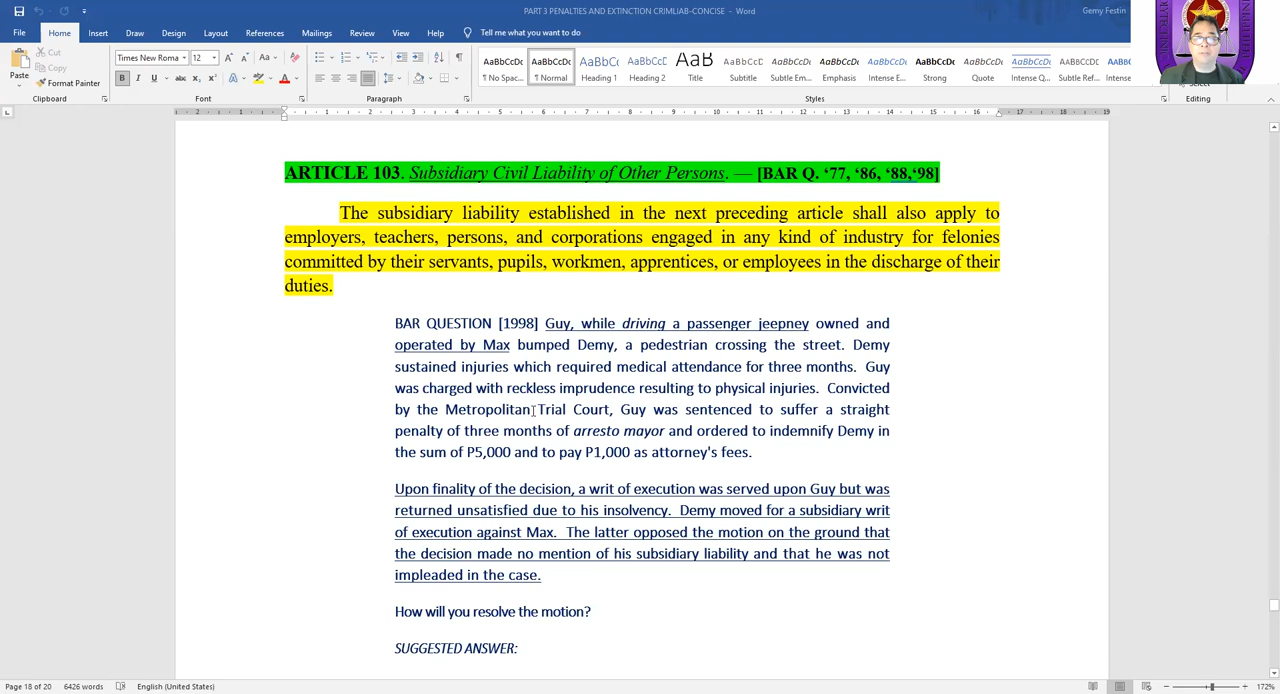 PART 3 PENALTIES AND EXTINCTION CRIMLIAB-CONCISE - Word
Gemy Festin
File Home Insert Draw Design Layout References Mailings Review View Help Tell me what you want to do
Cut
Copy
Format Painter
Paste
Clipboard
Times New Roma 12
Font
Paragraph
AaBbCcDc AaBbCcDc AaBbCc AaBbCcD AaB AaBbCcD AaBbCcDc AaBbCcDc AaBbCcDc AaBbCcDc AaBbCcDc AaBbCcDc AaBbCcDc AaBbC
¶ No Spac... ¶ Normal Heading 1 Heading 2 Title Subtitle Subtle Em... Emphasis Intense E... Strong Quote Intense Q... Subtle Ref... Intense
Styles
Select
Editing
ARTICLE 103. Subsidiary Civil Liability of Other Persons. — [BAR Q. ‘77, ‘86, ‘88,‘98]
The subsidiary liability established in the next preceding article shall also apply to
employers, teachers, persons, and corporations engaged in any kind of industry for felonies
committed by their servants, pupils, workmen, apprentices, or employees in the discharge of their
duties.
BAR QUESTION [1998] Guy, while driving a passenger jeepney owned and
operated by Max bumped Demy, a pedestrian crossing the street. Demy
sustained injuries which required medical attendance for three months. Guy
was charged with reckless imprudence resulting to physical injuries. Convicted
by the Metropolitan Trial Court, Guy was sentenced to suffer a straight
penalty of three months of arresto mayor and ordered to indemnify Demy in
the sum of P5,000 and to pay P1,000 as attorney's fees.
Upon finality of the decision, a writ of execution was served upon Guy but was
returned unsatisfied due to his insolvency. Demy moved for a subsidiary writ
of execution against Max. The latter opposed the motion on the ground that
the decision made no mention of his subsidiary liability and that he was not
impleaded in the case.
How will you resolve the motion?
SUGGESTED ANSWER:
Page 18 of 20 6426 words English (United States) 172%